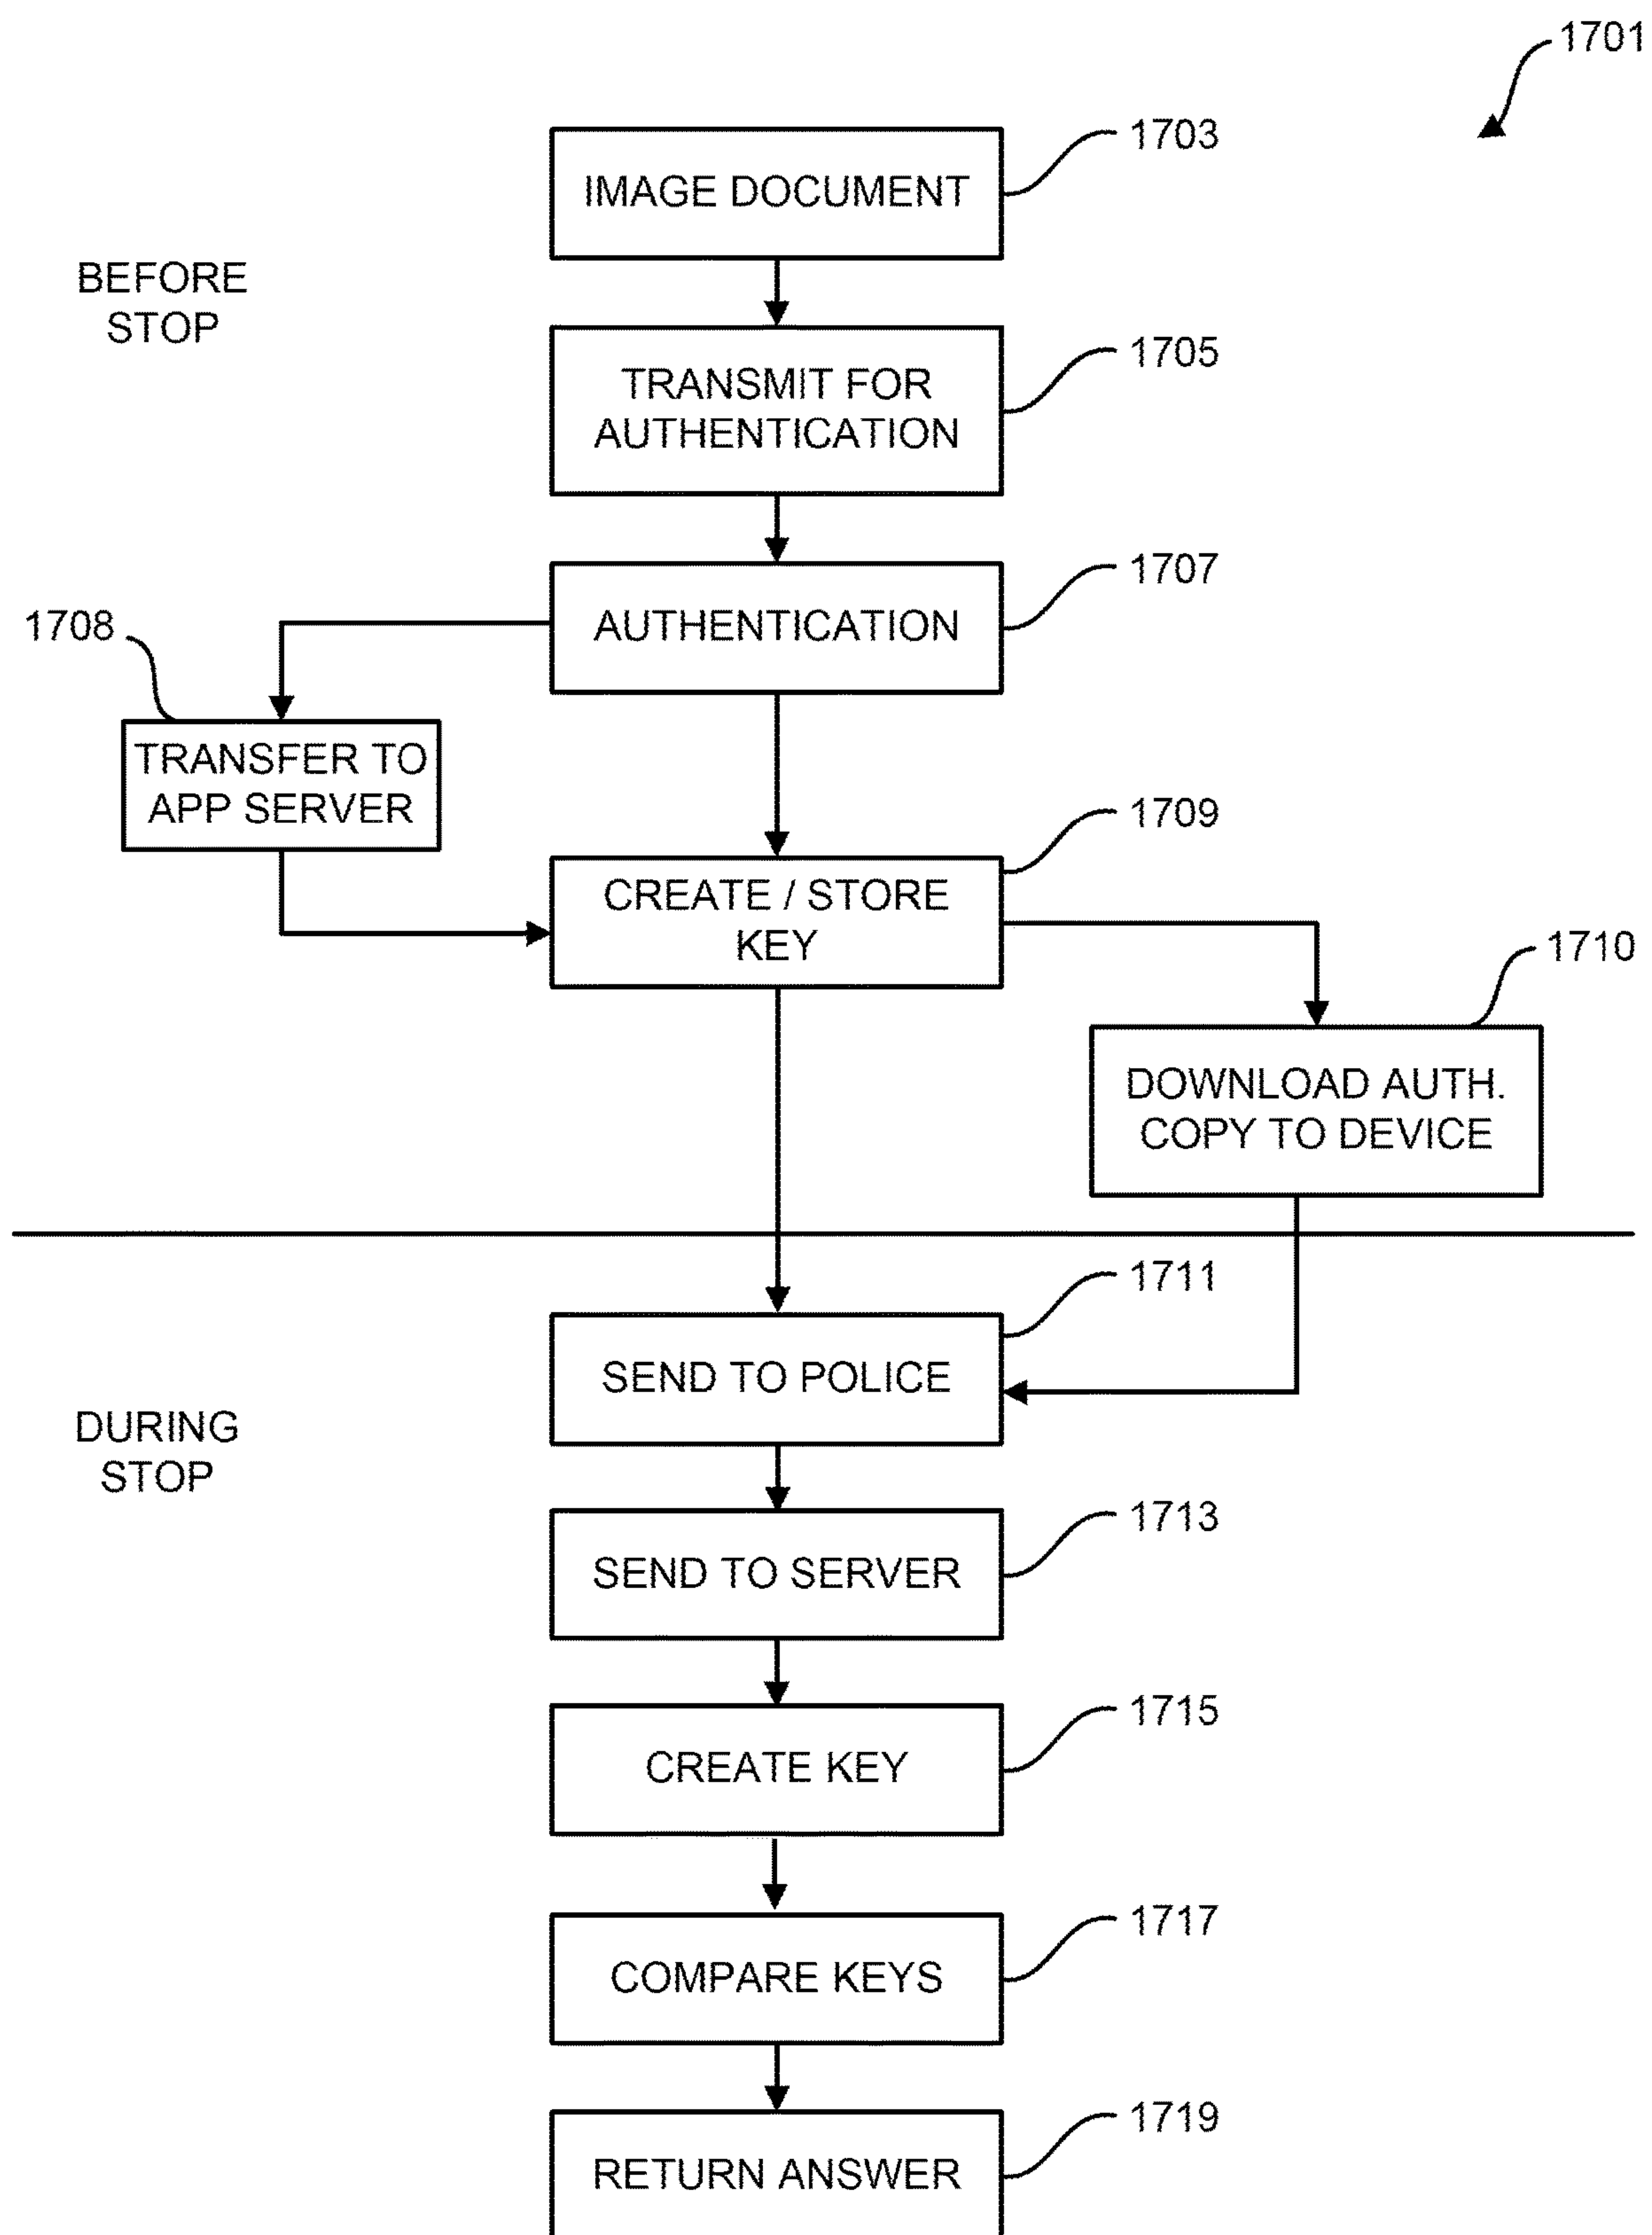 1701
1703
IMAGE DOCUMENT
BEFORE
STOP
1705
TRANSMIT FOR
AUTHENTICATION
1707
AUTHENTICATION
1708
TRANSFER TO
APP SERVER
1709
CREATE / STORE
KEY
1710
DOWNLOAD AUTH.
COPY TO DEVICE
1711
SEND TO POLICE
DURING
STOP
1713
SEND TO SERVER
1715
CREATE KEY
1717
COMPARE KEYS
1719
RETURN ANSWER